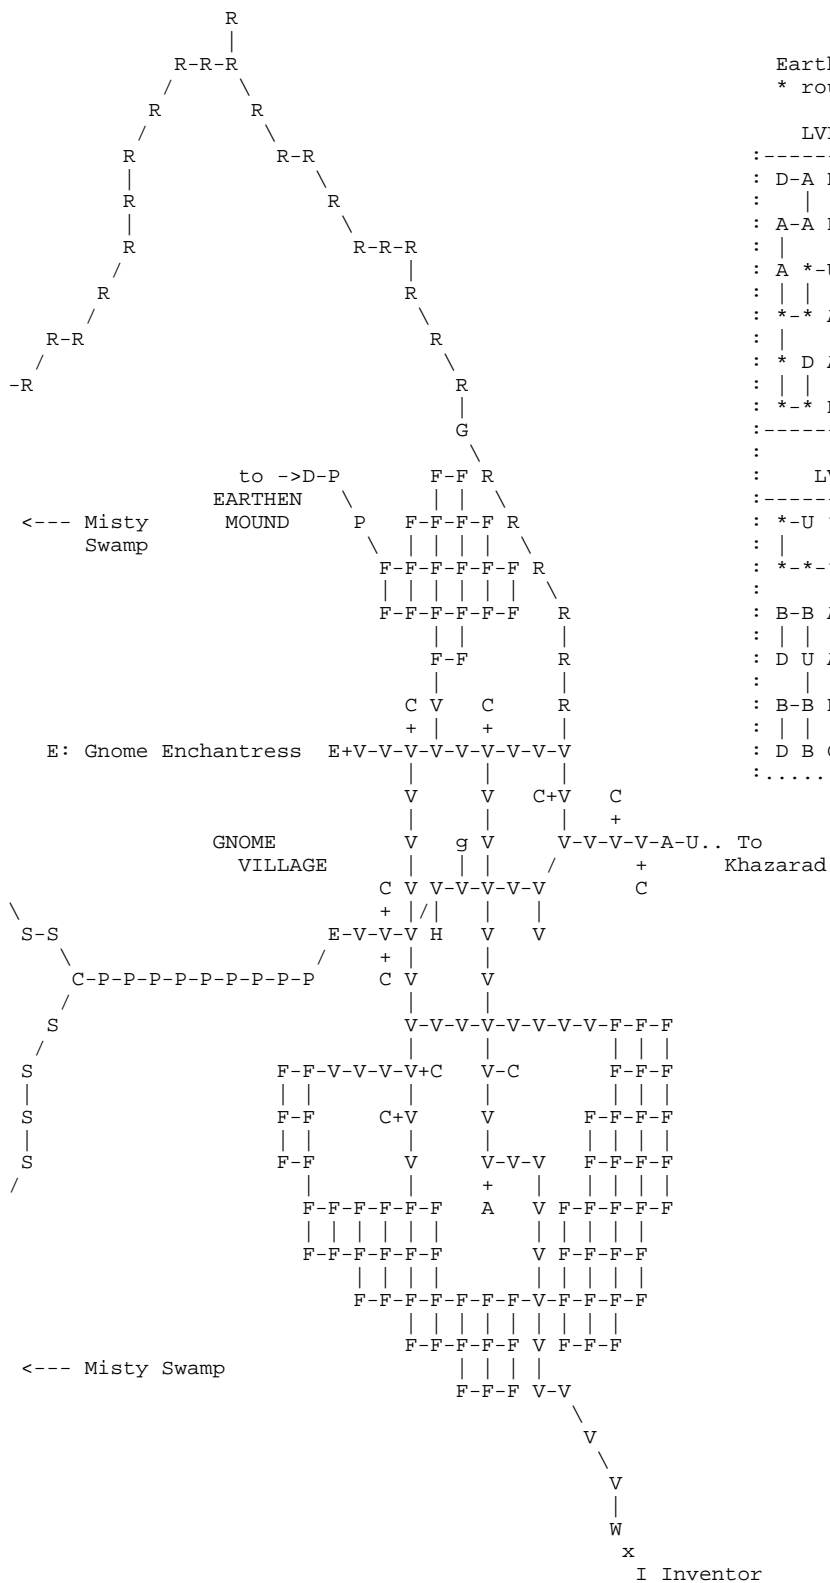 R
                 |
             R-R-R                                         Earth
            /     \                                        * rou
           R       R
          /         \                                        LVL
         R           R-R                                 :------
         |              \                                : D-A D
         R               R                               :   |
         |                \                              : A-A D
         R                 R-R-R                         : |
        /                      |                         : A *-U
       R                       R                         : | |
      /                         \                        : *-* A
   R-R                           R                       : |
  /                               \                      : * D A
-R                                 R                     : | |
                                   |                     : *-* D
                                   G                     :------
                                    \                    :
                  to ->D-P       F-F R                   :    LV
                EARTHEN   \      | |  \                  :------
 <--- Misty      MOUND     P   F-F-F-F R                 : *-U *
      Swamp                 \  | | | |  \                : |
                             F-F-F-F-F-F R               : *-*-*
                             | | | | | |  \              :
                             F-F-F-F-F-F   R             : B-B A
                                 | |       |             : | |
                                 F-F       R             : D U A
                                 |         |             :   |
                               C V   C     R             : B-B D
                               + |   +     |             : | |
   E: Gnome Enchantress  E+V-V-V-V-V-V-V-V-V             : D B C
                               |     |     |             :.....
                               V     V   C+V   C
                               |     |     |   +
                GNOME          V   g V     V-V-V-V-A-U.. To
                  VILLAGE      |   | |    /      +      Khazarad
                             C V V-V-V-V-V       C
                             + |/|   |   |
\                        E-V-V-V H   V   V
 S-S                    /    + |     |
    \
     C-P-P-P-P-P-P-P-P-P     C V     V
    /                          |     |
   S                           V-V-V-V-V-V-V-V-F-F-F
  /                            |     |         | | |
 S                   F-F-V-V-V-V+C   V-C       F-F-F
 |                   | |       |     |         | | |
 S                   F-F     C+V     V       F-F-F-F
 |                   | |       |     |       | | | |
 S                   F-F       V     V-V-V   F-F-F-F
/                      |       |     +   |   | | | |
                       F-F-F-F-F-F   A   V F-F-F-F-F
                       | | | | | |       | | | | |
                       F-F-F-F-F-F       V F-F-F-F
                           | | | |       | | | | |
                           F-F-F-F-F-F-F-V-F-F-F-F
                               | | | | | | | | |
 <--- Misty Swamp              F-F-F-F-F V F-F-F
                                   | | | |
                                   F-F-F V-V
                                            \
                                             V
                                              \
                                               V
                                               |
                                               W
                                                x
                                                 I Inventor